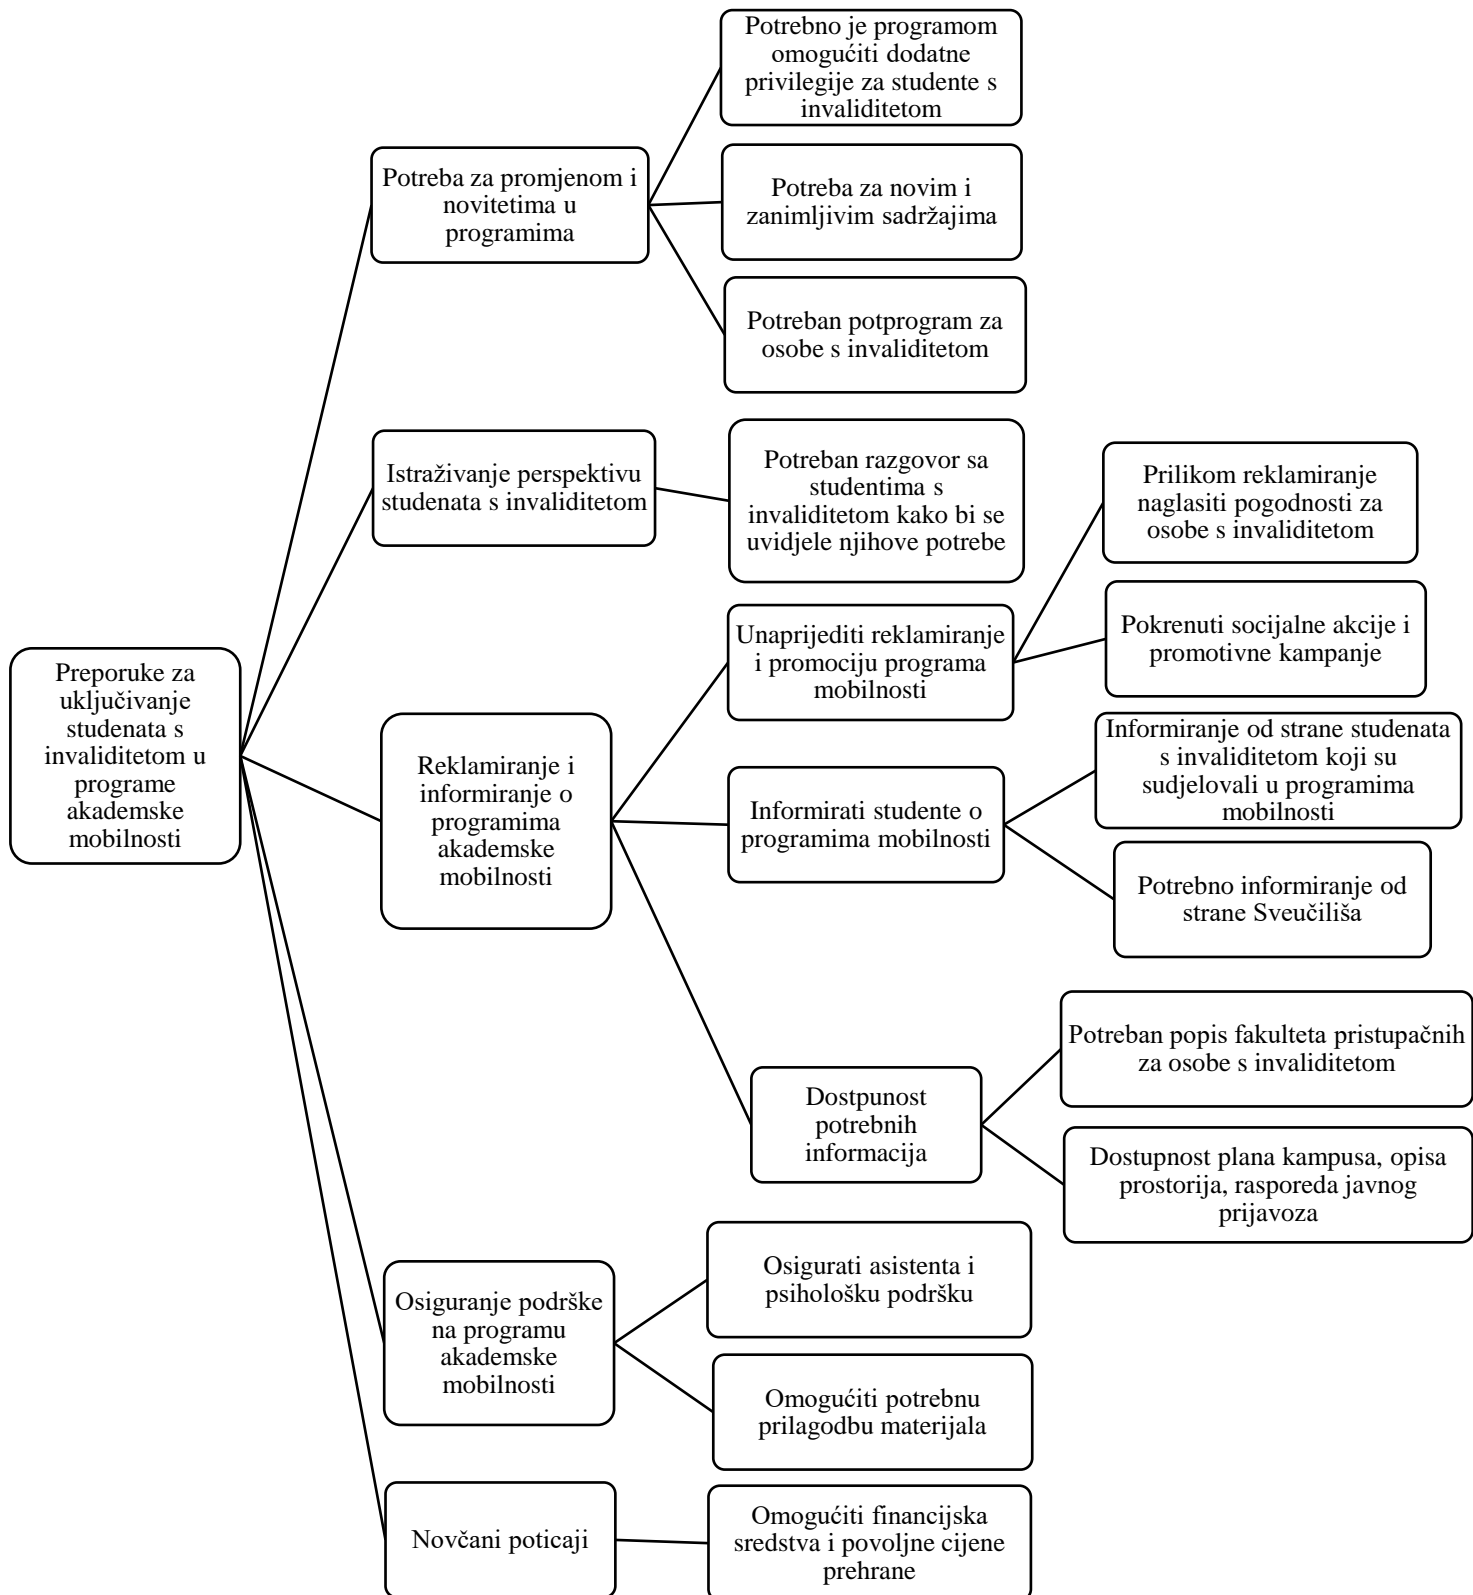 Preporuke za
uključivanje
studenata s
invaliditetom u
programe
akademske
mobilnosti
Potreba za promjenom i
novitetima u
programima
Potrebno je programom
omogućiti dodatne
privilegije za studente s
invaliditetom
Potreba za novim i
zanimljivim sadržajima
Potreban potprogram za
osobe s invaliditetom
Istraživanje perspektivu
studenata s invaliditetom
Potreban razgovor sa
studentima s
invaliditetom kako bi se
uvidjele njihove potrebe
Reklamiranje i
informiranje o
programima
akademske
mobilnosti
Unaprijediti reklamiranje
i promociju programa
mobilnosti
Prilikom reklamiranje
naglasiti pogodnosti za
osobe s invaliditetom
Pokrenuti socijalne akcije i
promotivne kampanje
Informirati studente o
programima mobilnosti
Informiranje od strane studenata
s invaliditetom koji su
sudjelovali u programima
mobilnosti
Potrebno informiranje od
strane Sveučiliša
Dostpunost
potrebnih
informacija
Potreban popis fakulteta pristupačnih
za osobe s invaliditetom
Dostupnost plana kampusa, opisa
prostorija, rasporeda javnog
prijavoza
Osiguranje podrške
na programu
akademske
mobilnosti
Osigurati asistenta i
psihološku podršku
Omogućiti potrebnu
prilagodbu materijala
Novčani poticaji
Omogućiti financijska
sredstva i povoljne cijene
prehrane